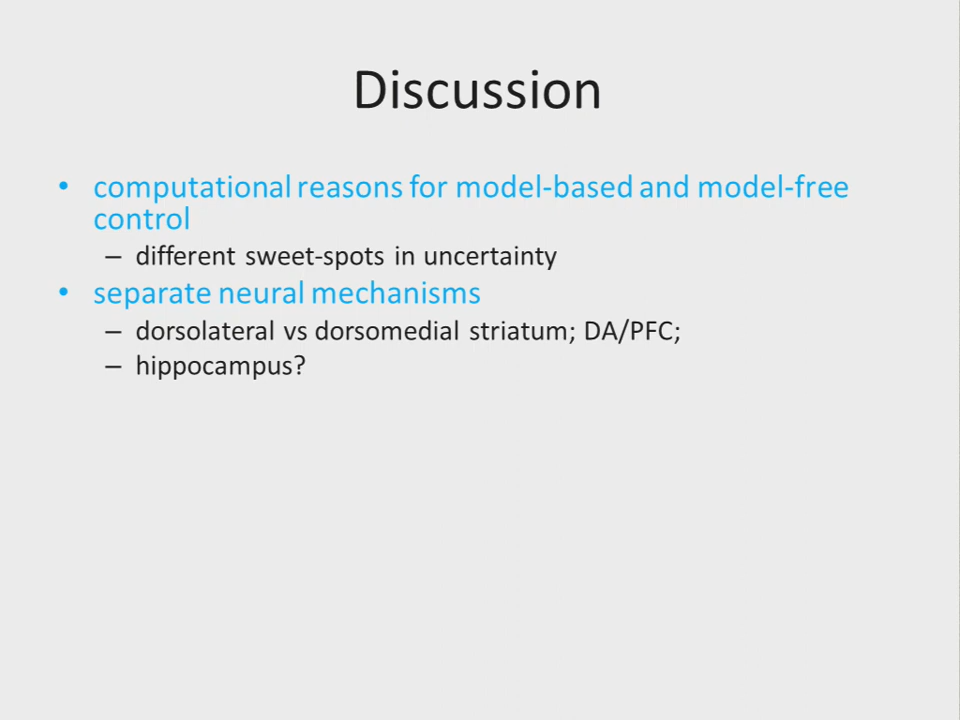 Discussion
• computational reasons for model-based and model-free
control
– different sweet-spots in uncertainty
• separate neural mechanisms
– dorsolateral vs dorsomedial striatum; DA/PFC;
– hippocampus?